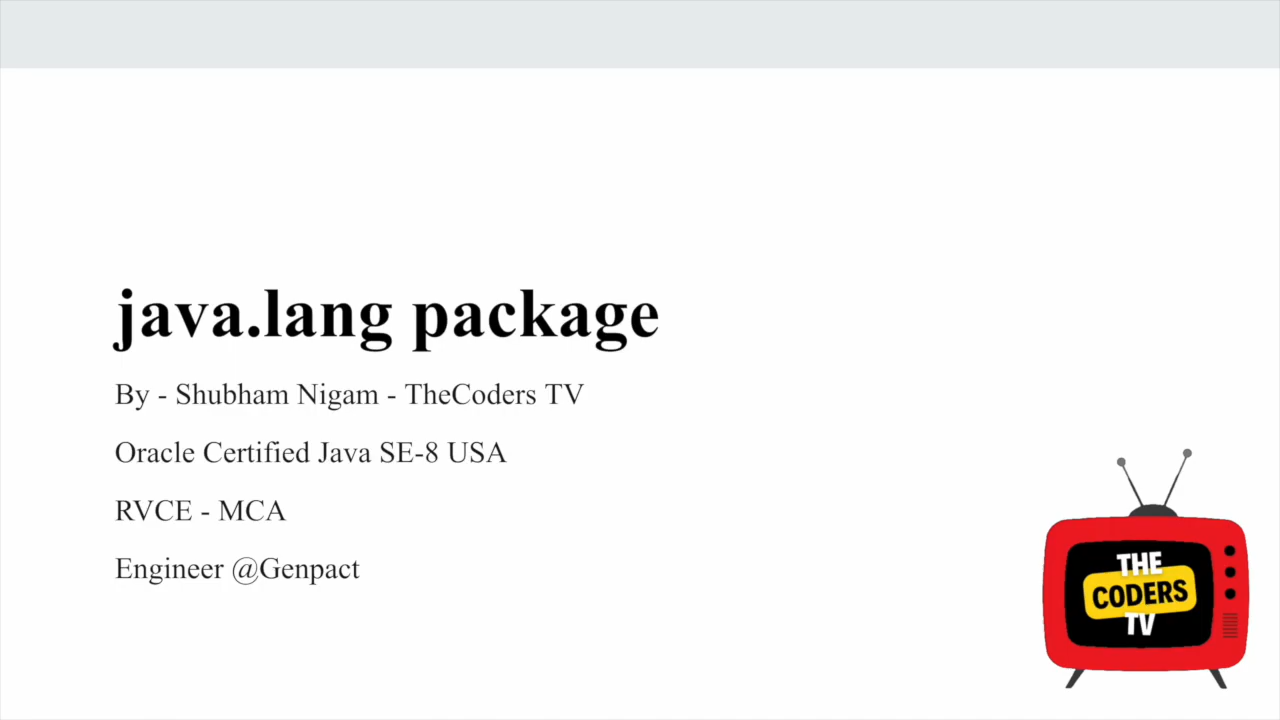 java.lang package
By - Shubham Nigam - TheCoders TV
Oracle Certified Java SE-8 USA
RVCE - MCA
Engineer @Genpact
THE
CODERS
TV